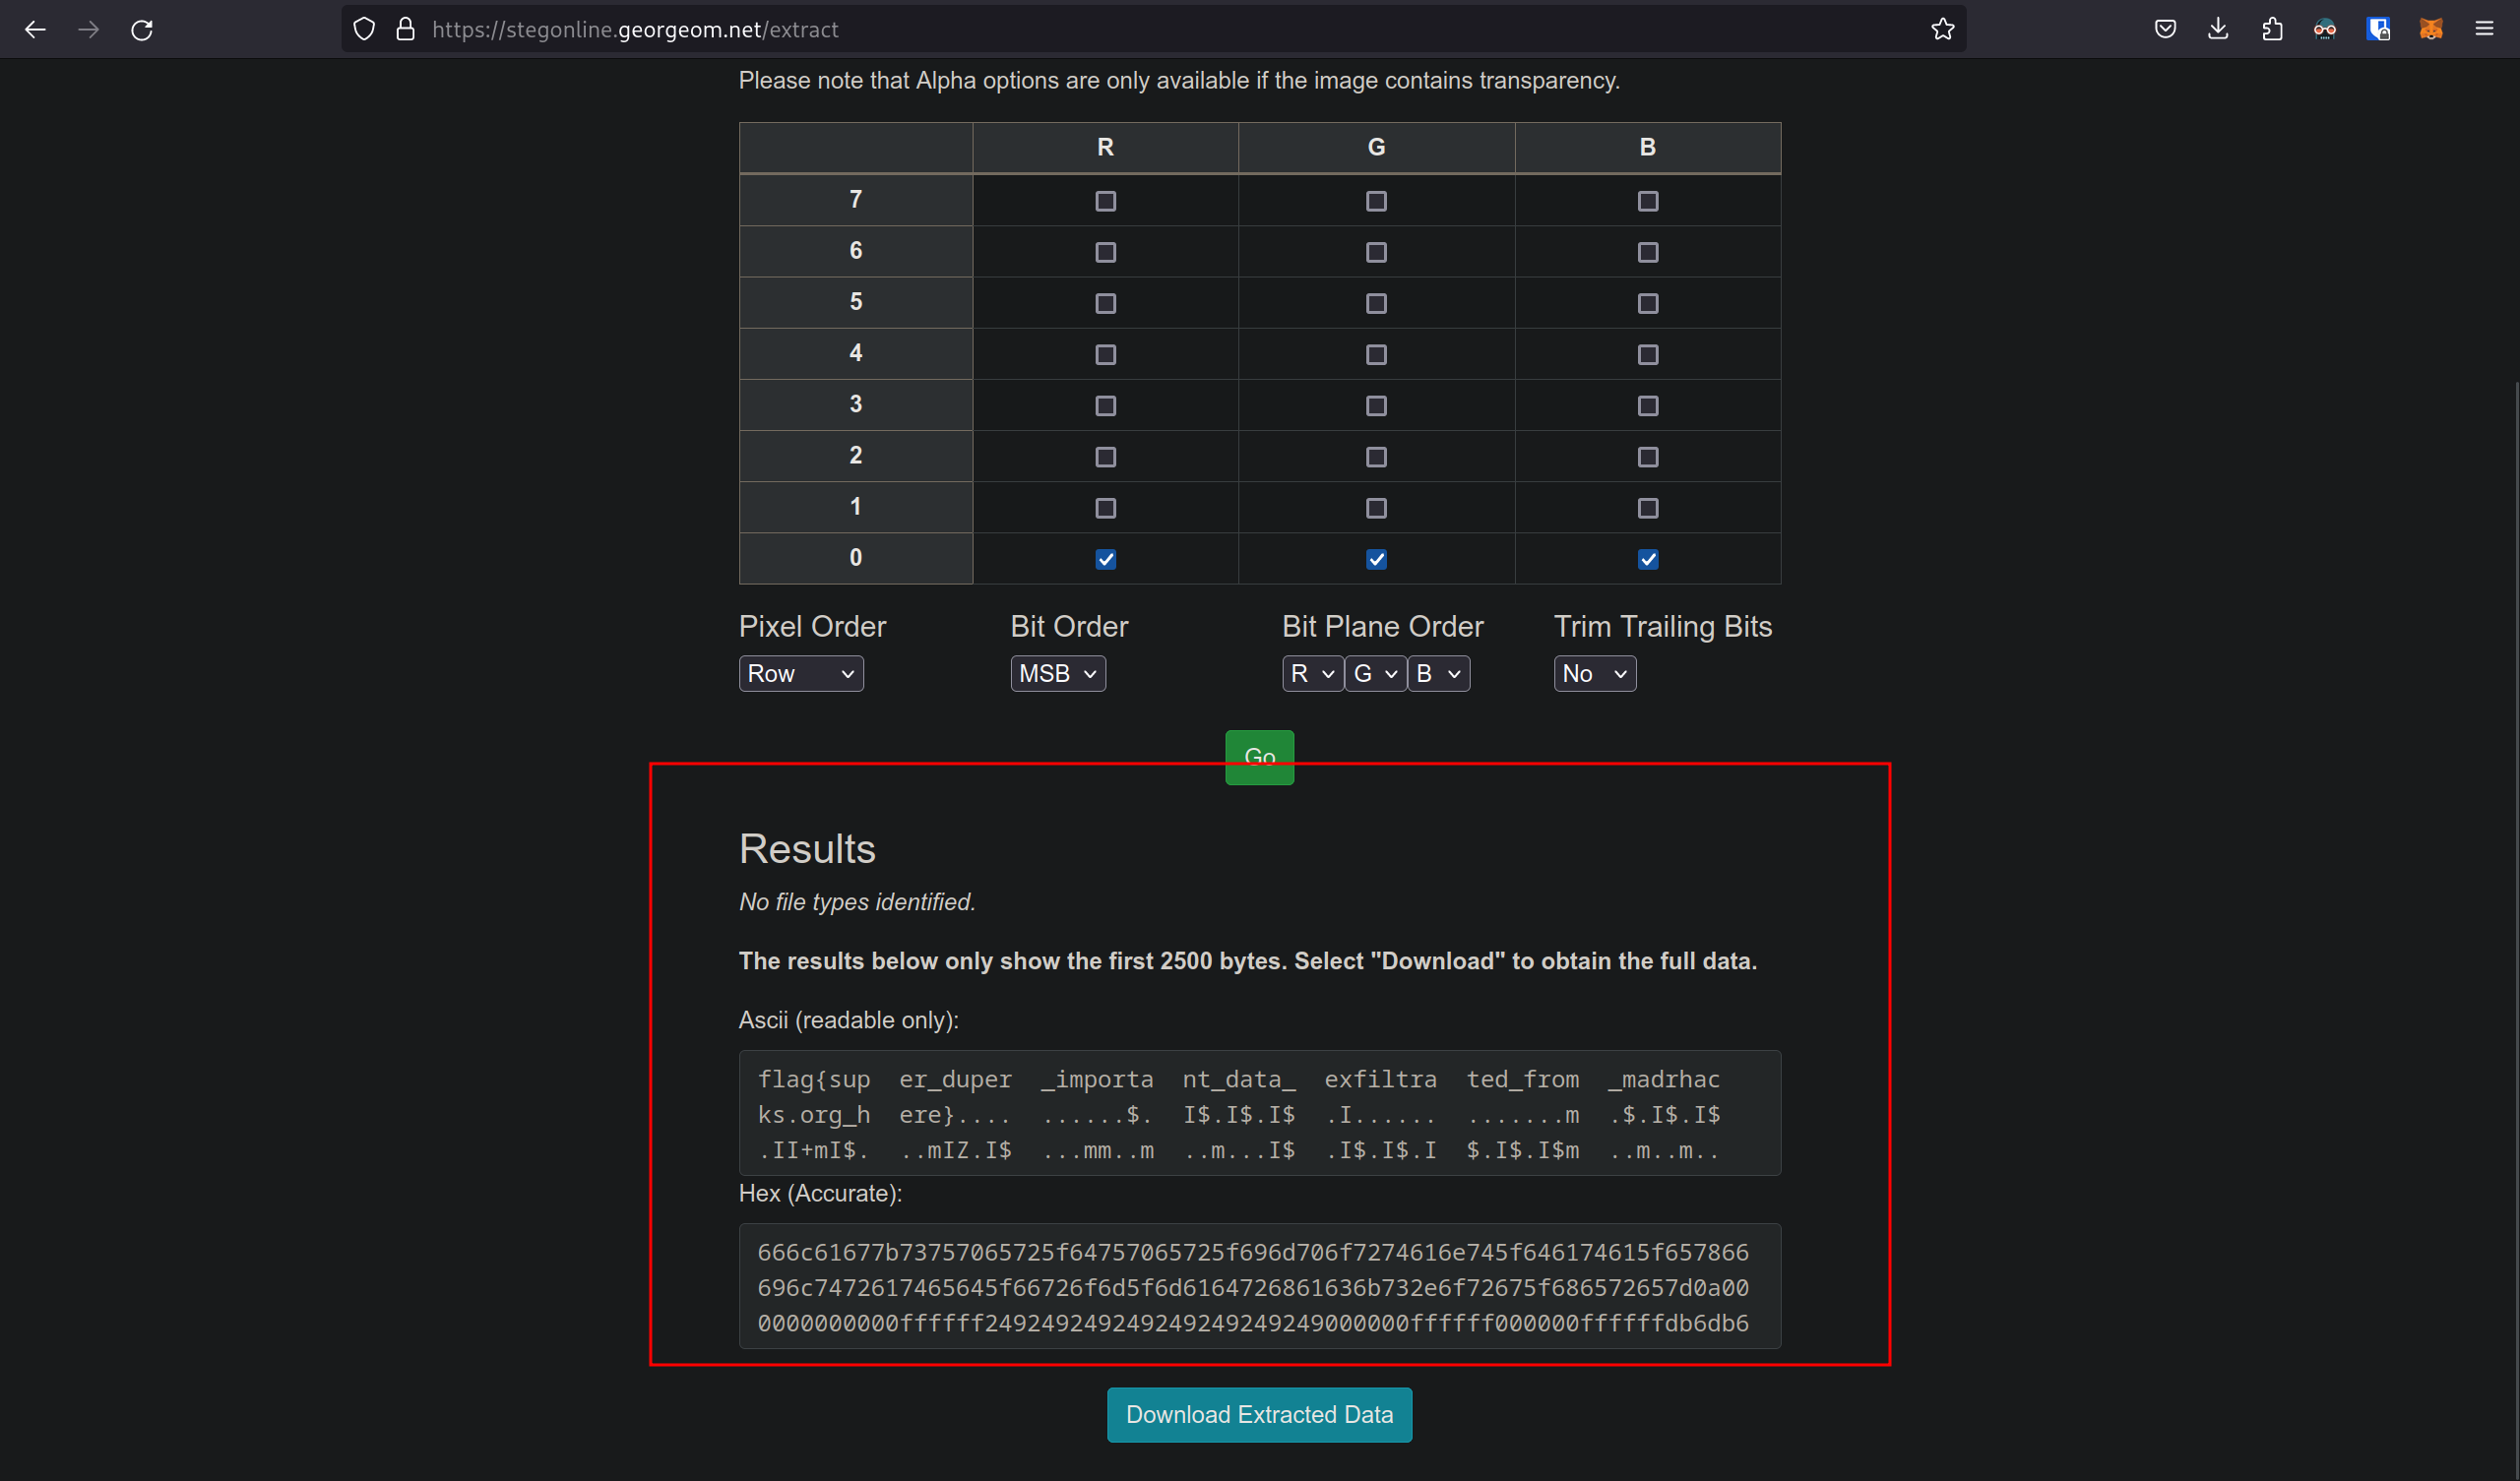 https://stegonline.georgeom.net/extract
Please note that Alpha options are only available if the image contains transparency.
R G B
7
6
5
4
3
2
1
0
Pixel Order Bit Order Bit Plane Order Trim Trailing Bits
Row MSB R G B No
Go
Results
No file types identified.
The results below only show the first 2500 bytes. Select "Download" to obtain the full data.
Ascii (readable only):
flag{sup er_duper _importa nt_data_ exfiltra ted_from _madrhac
ks.org_h ere}.... ......$. I$.I$.I$ .I...... .......m .$.I$.I$
.II+mI$. ..mIZ.I$ ...mm..m ..m...I$ .I$.I$.I $.I$.I$m ..m..m..
Hex (Accurate):
666c61677b73757065725f64757065725f696d706f7274616e745f646174615f657866
696c7472617465645f66726f6d5f6d6164726861636b732e6f72675f686572657d0a00
0000000000ffffff249249249249249249249249000000ffffff000000ffffffdb6db6
Download Extracted Data